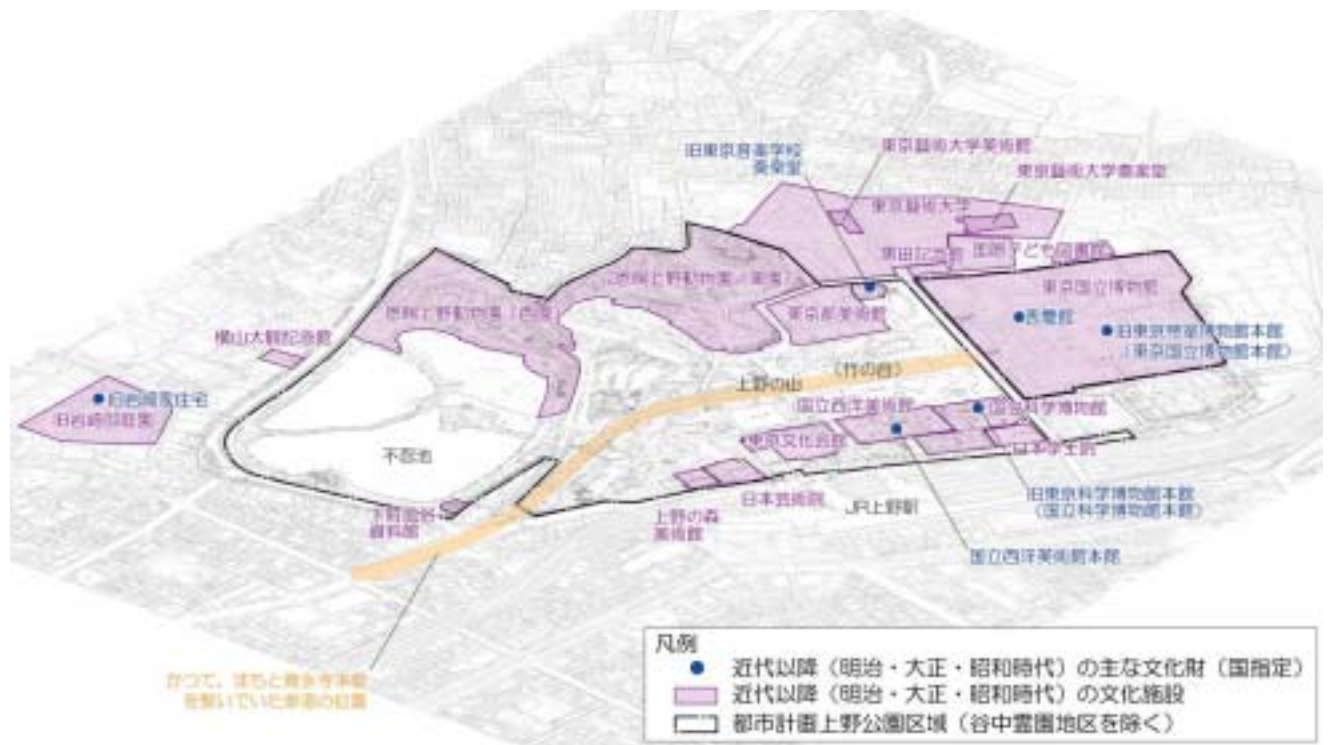 旧東京音楽学校
奏楽堂
東京藝術大学美術館
東京藝術大学奏楽堂
東京藝術大学
黒田記念館
国際子ども図書館
恩賜上野動物園(東園)
恩賜上野動物園(西園)
東京都美術館
東京国立博物館
表慶館
旧東京帝室博物館本館
(東京国立博物館本館)
横山大観記念館
旧岩崎家住宅
旧岩崎邸庭園
上野の山
(竹の台)
国立西洋美術館
国立科学博物館
東京文化会館
日本学士院
不忍池
下町風俗
資料館
上野の森
美術館
日本芸術院
JR上野駅
旧東京科学博物館本館
(国立科学博物館本館)
国立西洋美術館本館
かつて、まちと寛永寺本堂
を繋いでいた参道の位置
凡例
近代以降(明治・大正・昭和時代)の主な文化財(国指定)
近代以降(明治・大正・昭和時代)の文化施設
都市計画上野公園区域(谷中霊園地区を除く)